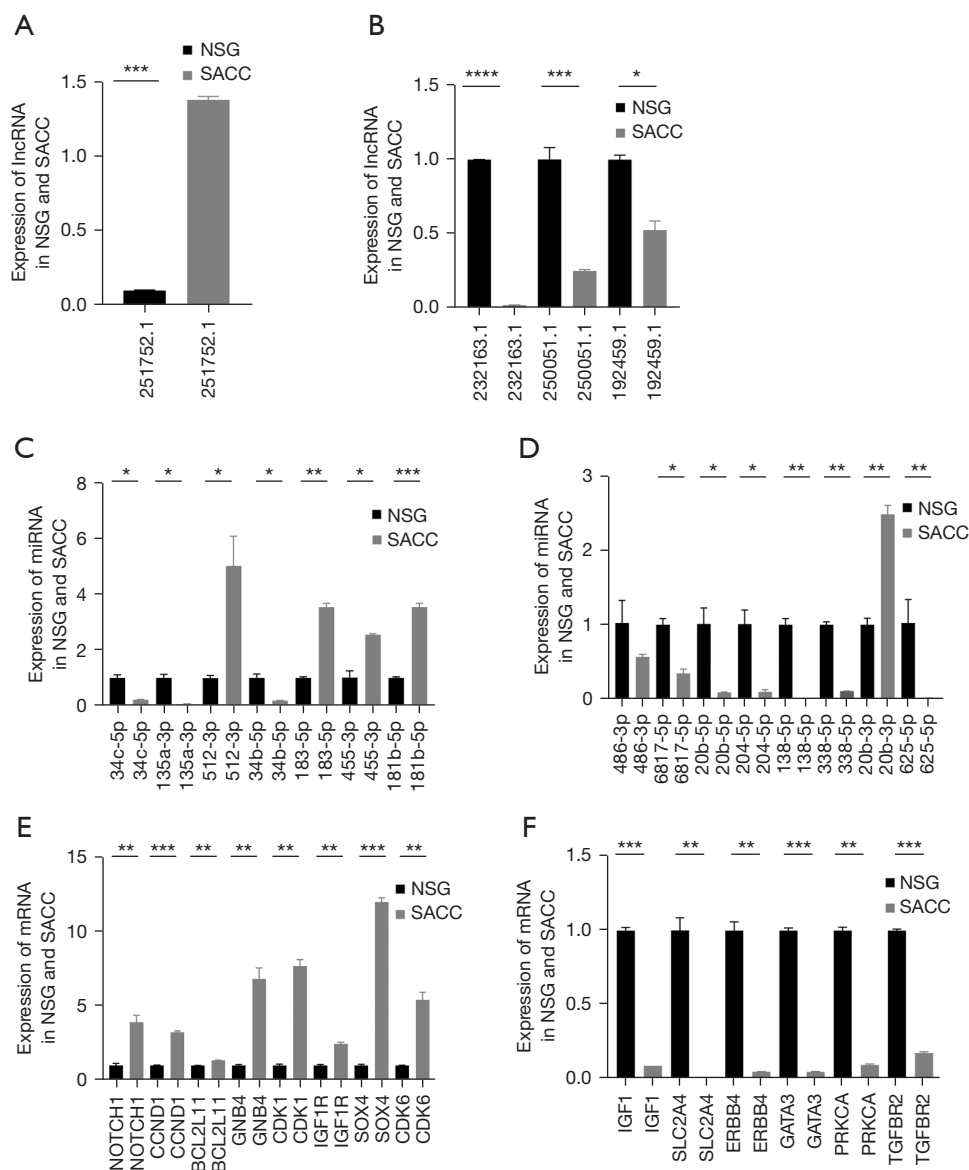 A
NSG
SACC
***
Expression of lncRNA
in NSG and SACC
1.5
1.0
0.5
0.0
251752.1
251752.1
B
**** *** *
NSG
SACC
Expression of lncRNA
in NSG and SACC
1.5
1.0
0.5
0.0
232163.1
232163.1
250051.1
250051.1
192459.1
192459.1
C
* * * * ** * ***
NSG
SACC
Expression of miRNA
in NSG and SACC
8
6
4
2
0
34c-5p
34c-5p
135a-3p
135a-3p
512-3p
512-3p
34b-5p
34b-5p
183-5p
183-5p
455-3p
455-3p
181b-5p
181b-5p
D
* * * ** ** ** **
NSG
SACC
Expression of miRNA
in NSG and SACC
3
2
1
0
486-3p
486-3p
6817-5p
6817-5p
20b-5p
20b-5p
204-5p
204-5p
138-5p
138-5p
338-5p
338-5p
20b-3p
20b-3p
625-5p
625-5p
E
** *** ** ** ** ** *** **
NSG
SACC
Expression of mRNA
in NSG and SACC
15
10
5
0
NOTCH1
NOTCH1
CCND1
CCND1
BCL2L11
BCL2L11
GNB4
GNB4
CDK1
CDK1
IGF1R
IGF1R
SOX4
SOX4
CDK6
CDK6
F
*** ** ** *** ** ***
NSG
SACC
Expression of mRNA
in NSG and SACC
1.5
1.0
0.5
0.0
IGF1
IGF1
SLC2A4
SLC2A4
ERBB4
ERBB4
GATA3
GATA3
PRKCA
PRKCA
TGFBR2
TGFBR2